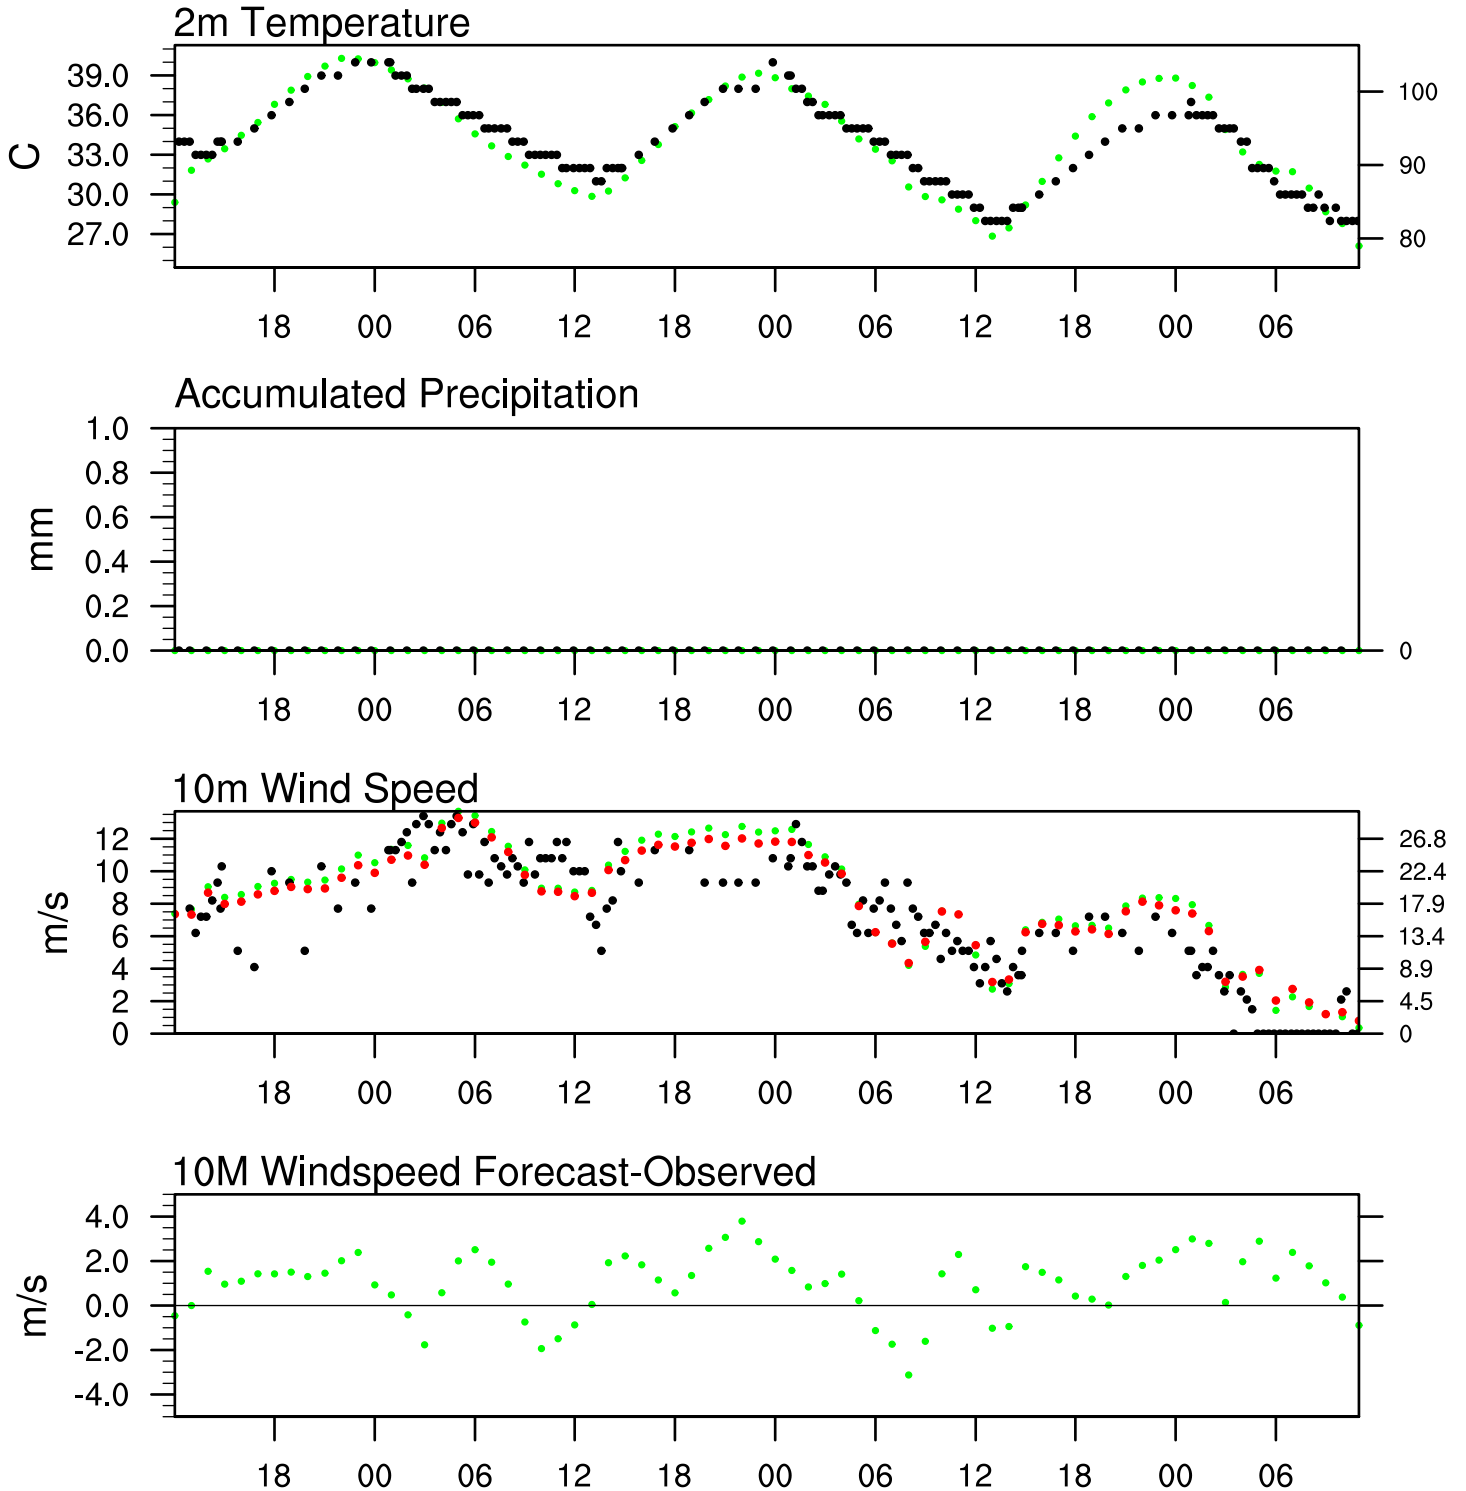 2m Temperature
39.0
36.0
33.0
30.0
27.0
C
100
90
80
18 00 06 12 18 00 06 12 18 00 06
Accumulated Precipitation
1.0
0.8
0.6
0.4
0.2
0.0
mm
0
18 00 06 12 18 00 06 12 18 00 06
10m Wind Speed
12
10
8
6
4
2
0
m/s
26.8
22.4
17.9
13.4
8.9
4.5
0
18 00 06 12 18 00 06 12 18 00 06
10M Windspeed Forecast-Observed
4.0
2.0
0.0
-2.0
-4.0
m/s
18 00 06 12 18 00 06 12 18 00 06